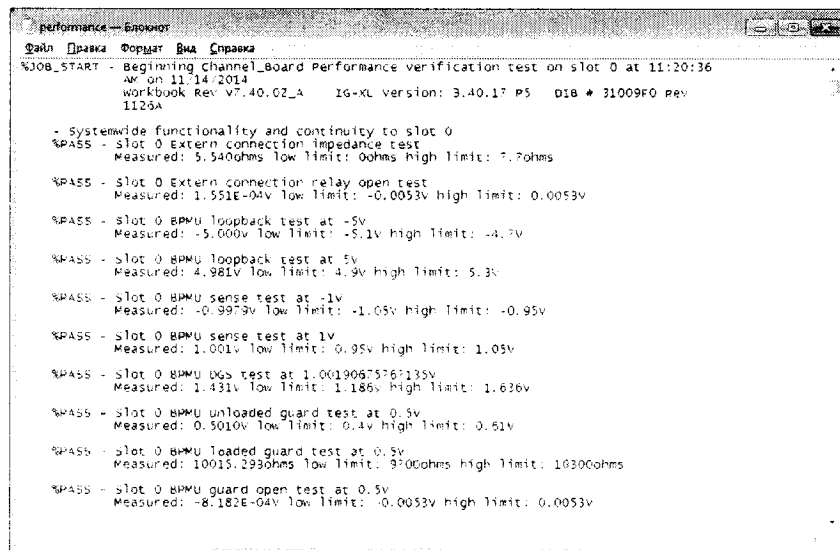 performance — Блокнот
Файл Правка Формат Вид Справка
%JOB_START - Beginning Channel_Board Performance verification test on slot 0 at 11:20:36
AM on 11/14/2014
Workbook Rev v7.40.02_A IG-XL Version: 3.40.17 P5 DIB # 31009F0 Rev
1126A
- Systemwide functionality and continuity to slot 0
%PASS - Slot 0 Extern connection impedance test
Measured: 5.540ohms low limit: 0ohms high limit: 7.7ohms
%PASS - Slot 0 Extern connection relay open test
Measured: 1.551E-04V low limit: -0.0053V high limit: 0.0053V
%PASS - Slot 0 BPMU loopback test at -5V
Measured: -5.000V low limit: -5.1V high limit:
%PASS - Slot 0 BPMU loopback test at 5V
Measured: 4.981V low limit: 4.9V high limit: 5.3V
%PASS - Slot 0 BPMU sense test at -1V
Measured: -0.9979V low limit: -1.05V high limit: -0.95V
%PASS - Slot 0 BPMU sense test at 1V
Measured: 1.001V low limit: 0.95V high limit: 1.05V
%PASS - Slot 0 BPMU DGS test at
Measured: 1.431V low limit: 1.186V high limit: 1.636V
%PASS - Slot 0 BPMU unloaded guard test at 0.5V
Measured: 0.5010V low limit: 0.4V high limit: 0.61V
%PASS - Slot 0 BPMU loaded guard test at 0.5V
Measured: 10015.293ohms low limit: 9700ohms high limit: 10300ohms
%PASS - Slot 0 BPMU guard open test at 0.5V
Measured: -8.182E-04V low limit: -0.0053V high limit: 0.0053V